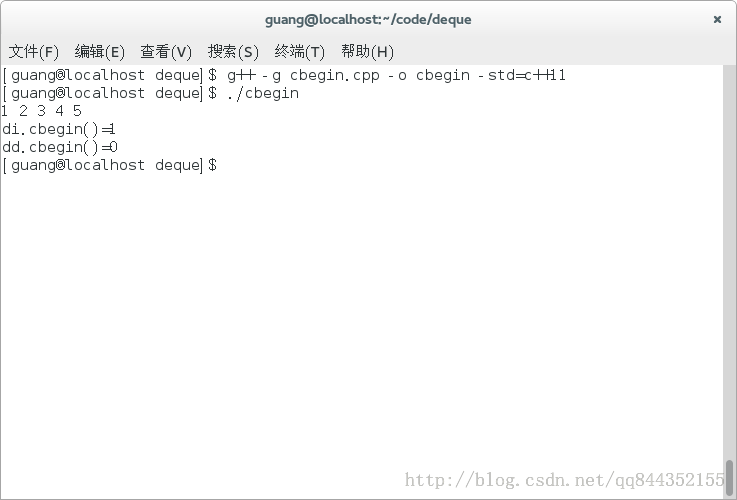 guang@localhost:~/code/deque
文件(F) 编辑(E) 查看(V) 搜索(S) 终端(T) 帮助(H)
[guang@localhost deque]$ g++ -g cbegin.cpp -o cbegin -std=c++11
[guang@localhost deque]$ ./cbegin
1 2 3 4 5
di.cbegin()=1
dd.cbegin()=0
[guang@localhost deque]$
http://blog.csdn.net/qq844352155